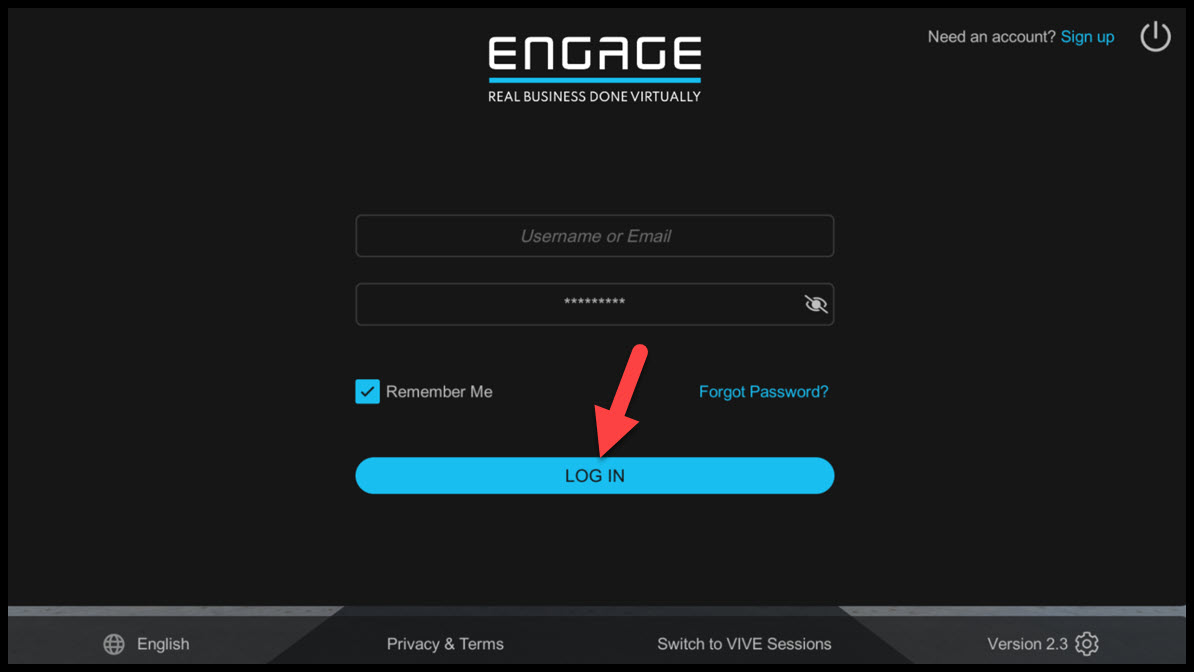 Need an account? Sign up
ENGAGE
REAL BUSINESS DONE VIRTUALLY
Username or Email
*********
Remember Me
Forgot Password?
LOG IN
English
Privacy & Terms
Switch to VIVE Sessions
Version 2.3